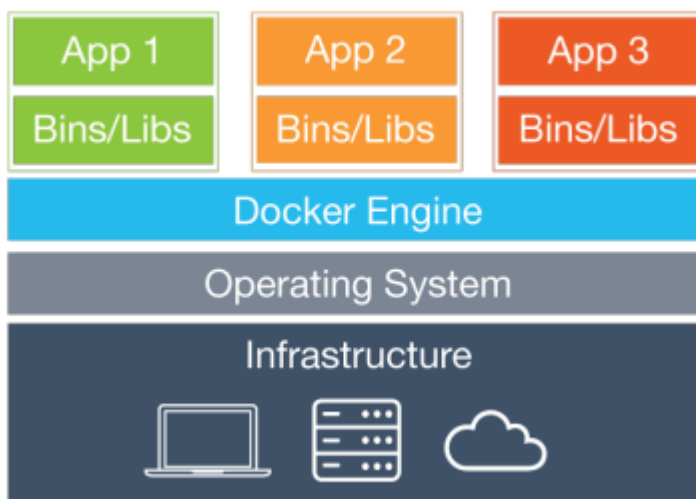 App 1
App 2
App 3
Bins/Libs
Bins/Libs
Bins/Libs
Docker Engine
Operating System
Infrastructure